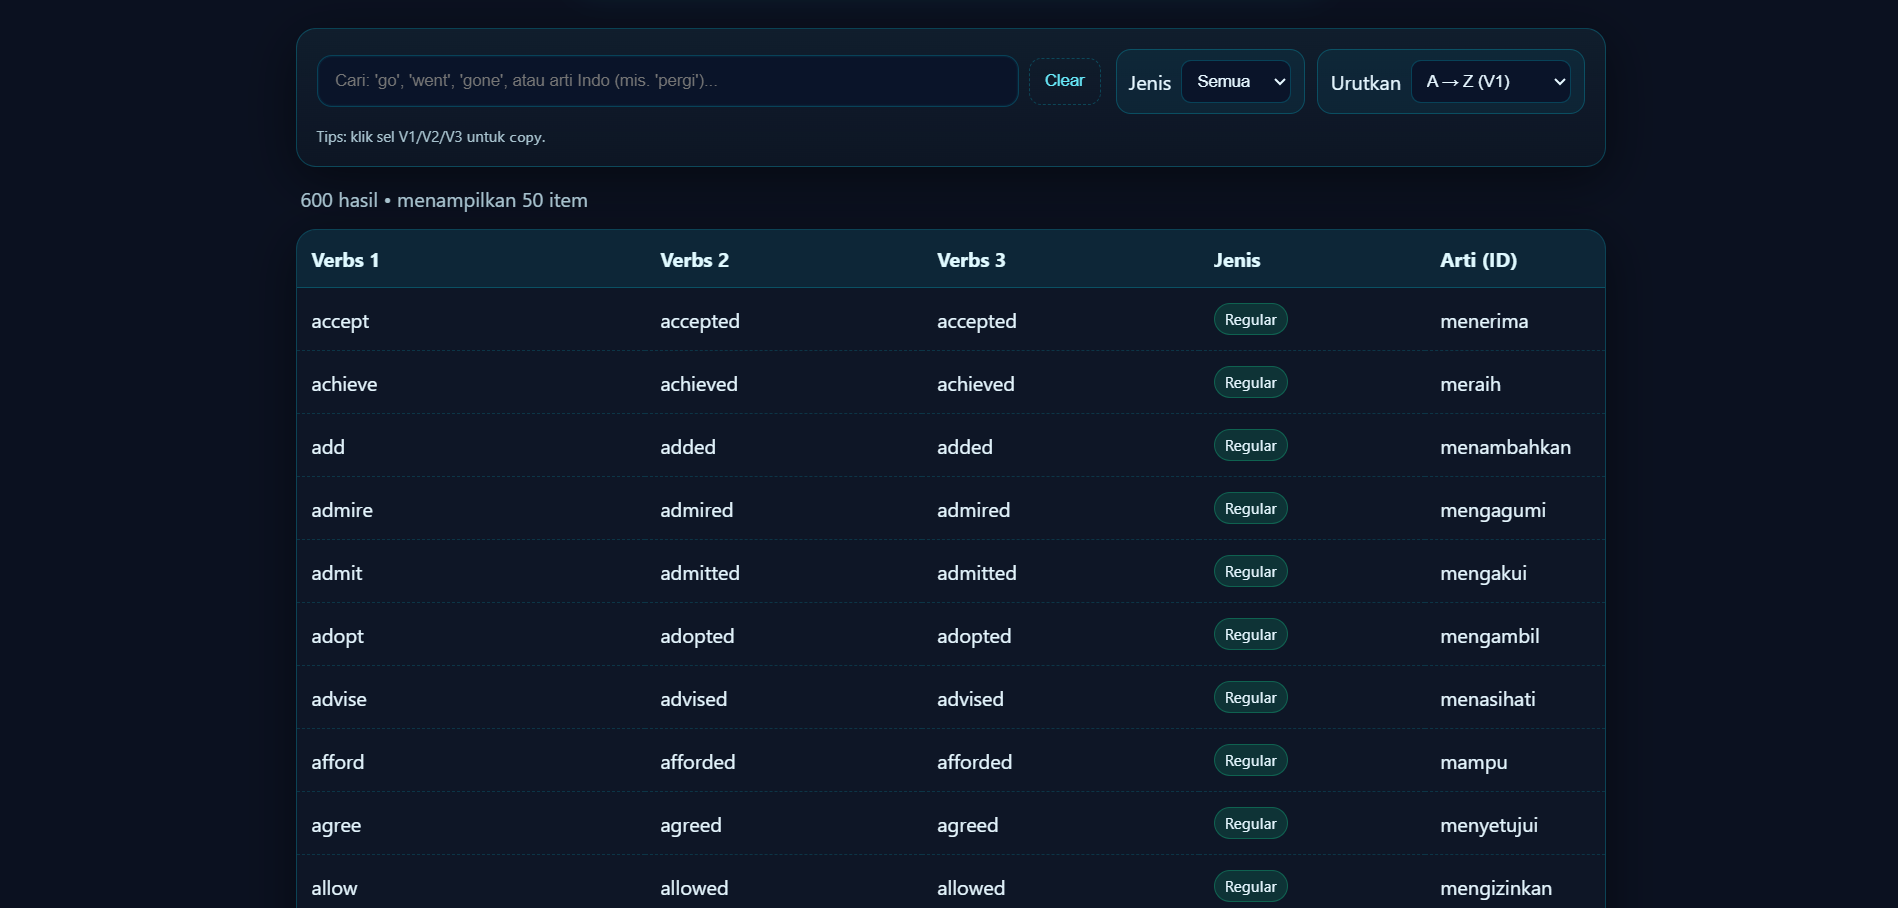 Cari: 'go', 'went', 'gone', atau arti Indo (mis. 'pergi')... Clear Jenis Semua Urutkan A→Z (V1)
Tips: klik sel V1/V2/V3 untuk copy.
600 hasil • menampilkan 50 item
Verbs 1 Verbs 2 Verbs 3 Jenis Arti (ID)
accept accepted accepted Regular menerima
achieve achieved achieved Regular meraih
add added added Regular menambahkan
admire admired admired Regular mengagumi
admit admitted admitted Regular mengakui
adopt adopted adopted Regular mengambil
advise advised advised Regular menasihati
afford afforded afforded Regular mampu
agree agreed agreed Regular menyetujui
allow allowed allowed Regular mengizinkan